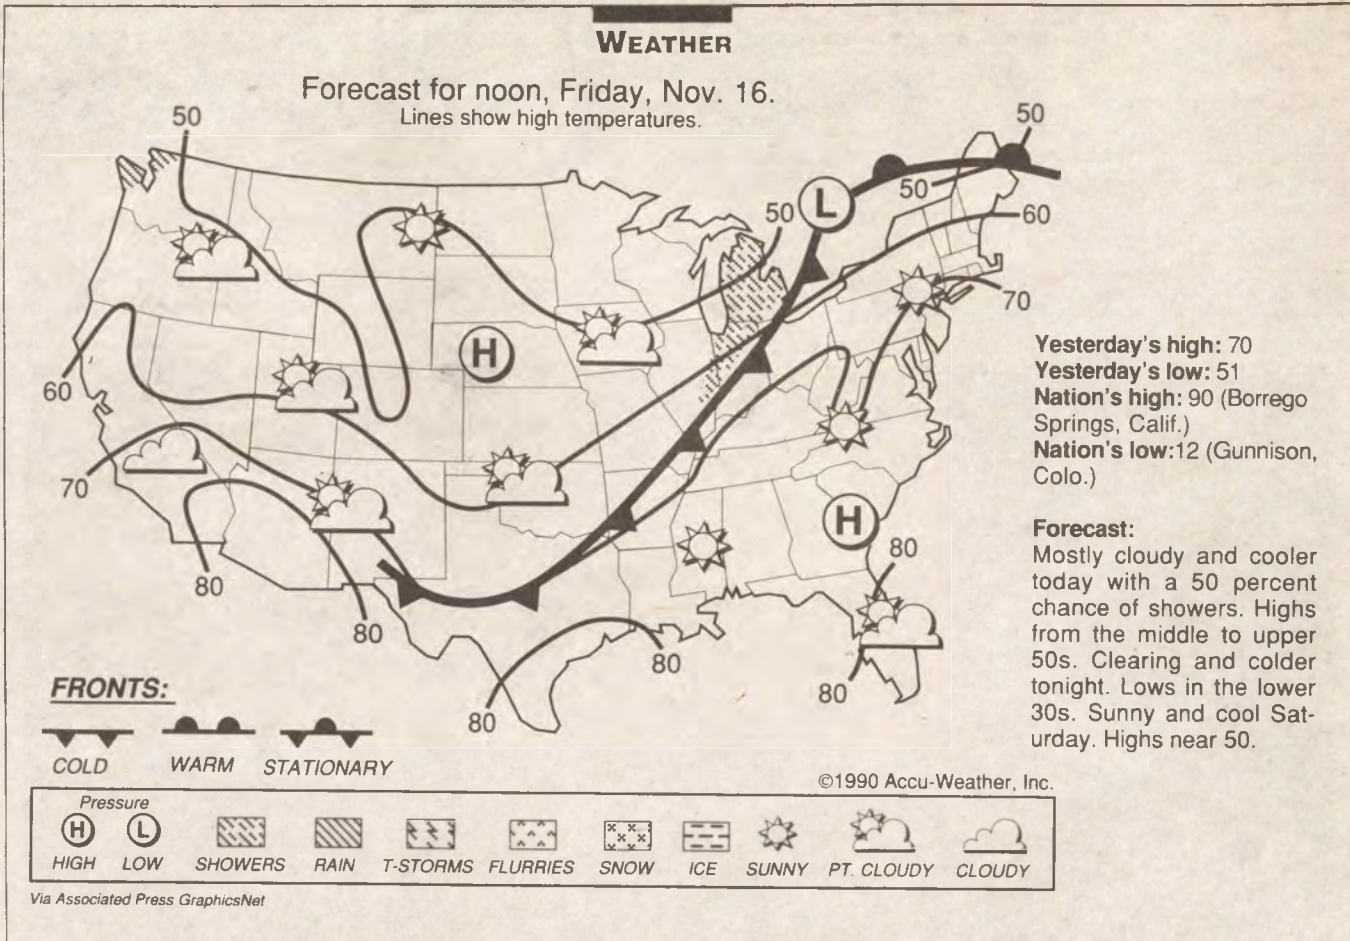 WEATHER
Forecast for noon, Friday, Nov. 16.
Lines show high temperatures.
50
50
50
50
60
70
60
70
80
80
80
80
80
80
L
H
H
Yesterday's high: 70
Yesterday's low: 51
Nation's high: 90 (Borrego
Springs, Calif.)
Nation's low:12 (Gunnison,
Colo.)
Forecast:
Mostly cloudy and cooler
today with a 50 percent
chance of showers. Highs
from the middle to upper
50s. Clearing and colder
tonight. Lows in the lower
30s. Sunny and cool Sat-
urday. Highs near 50.
FRONTS:
COLD WARM STATIONARY
©1990 Accu-Weather, Inc.
Pressure
H L
HIGH LOW SHOWERS RAIN T-STORMS FLURRIES SNOW ICE SUNNY PT. CLOUDY CLOUDY
Via Associated Press GraphicsNet